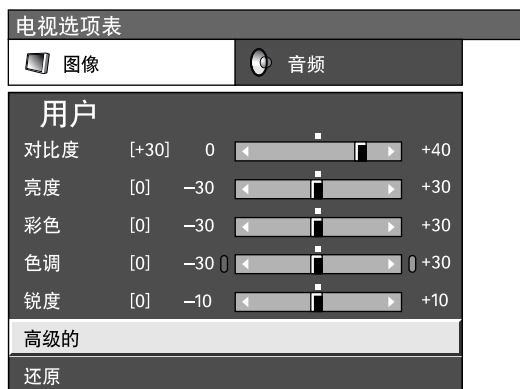 电视选项表
图像 音频
用户
对比度 [+30] 0 +40
亮度 [0] –30 +30
彩色 [0] –30 +30
色调 [0] –30 +30
锐度 [0] –10 +10
高级的
还原